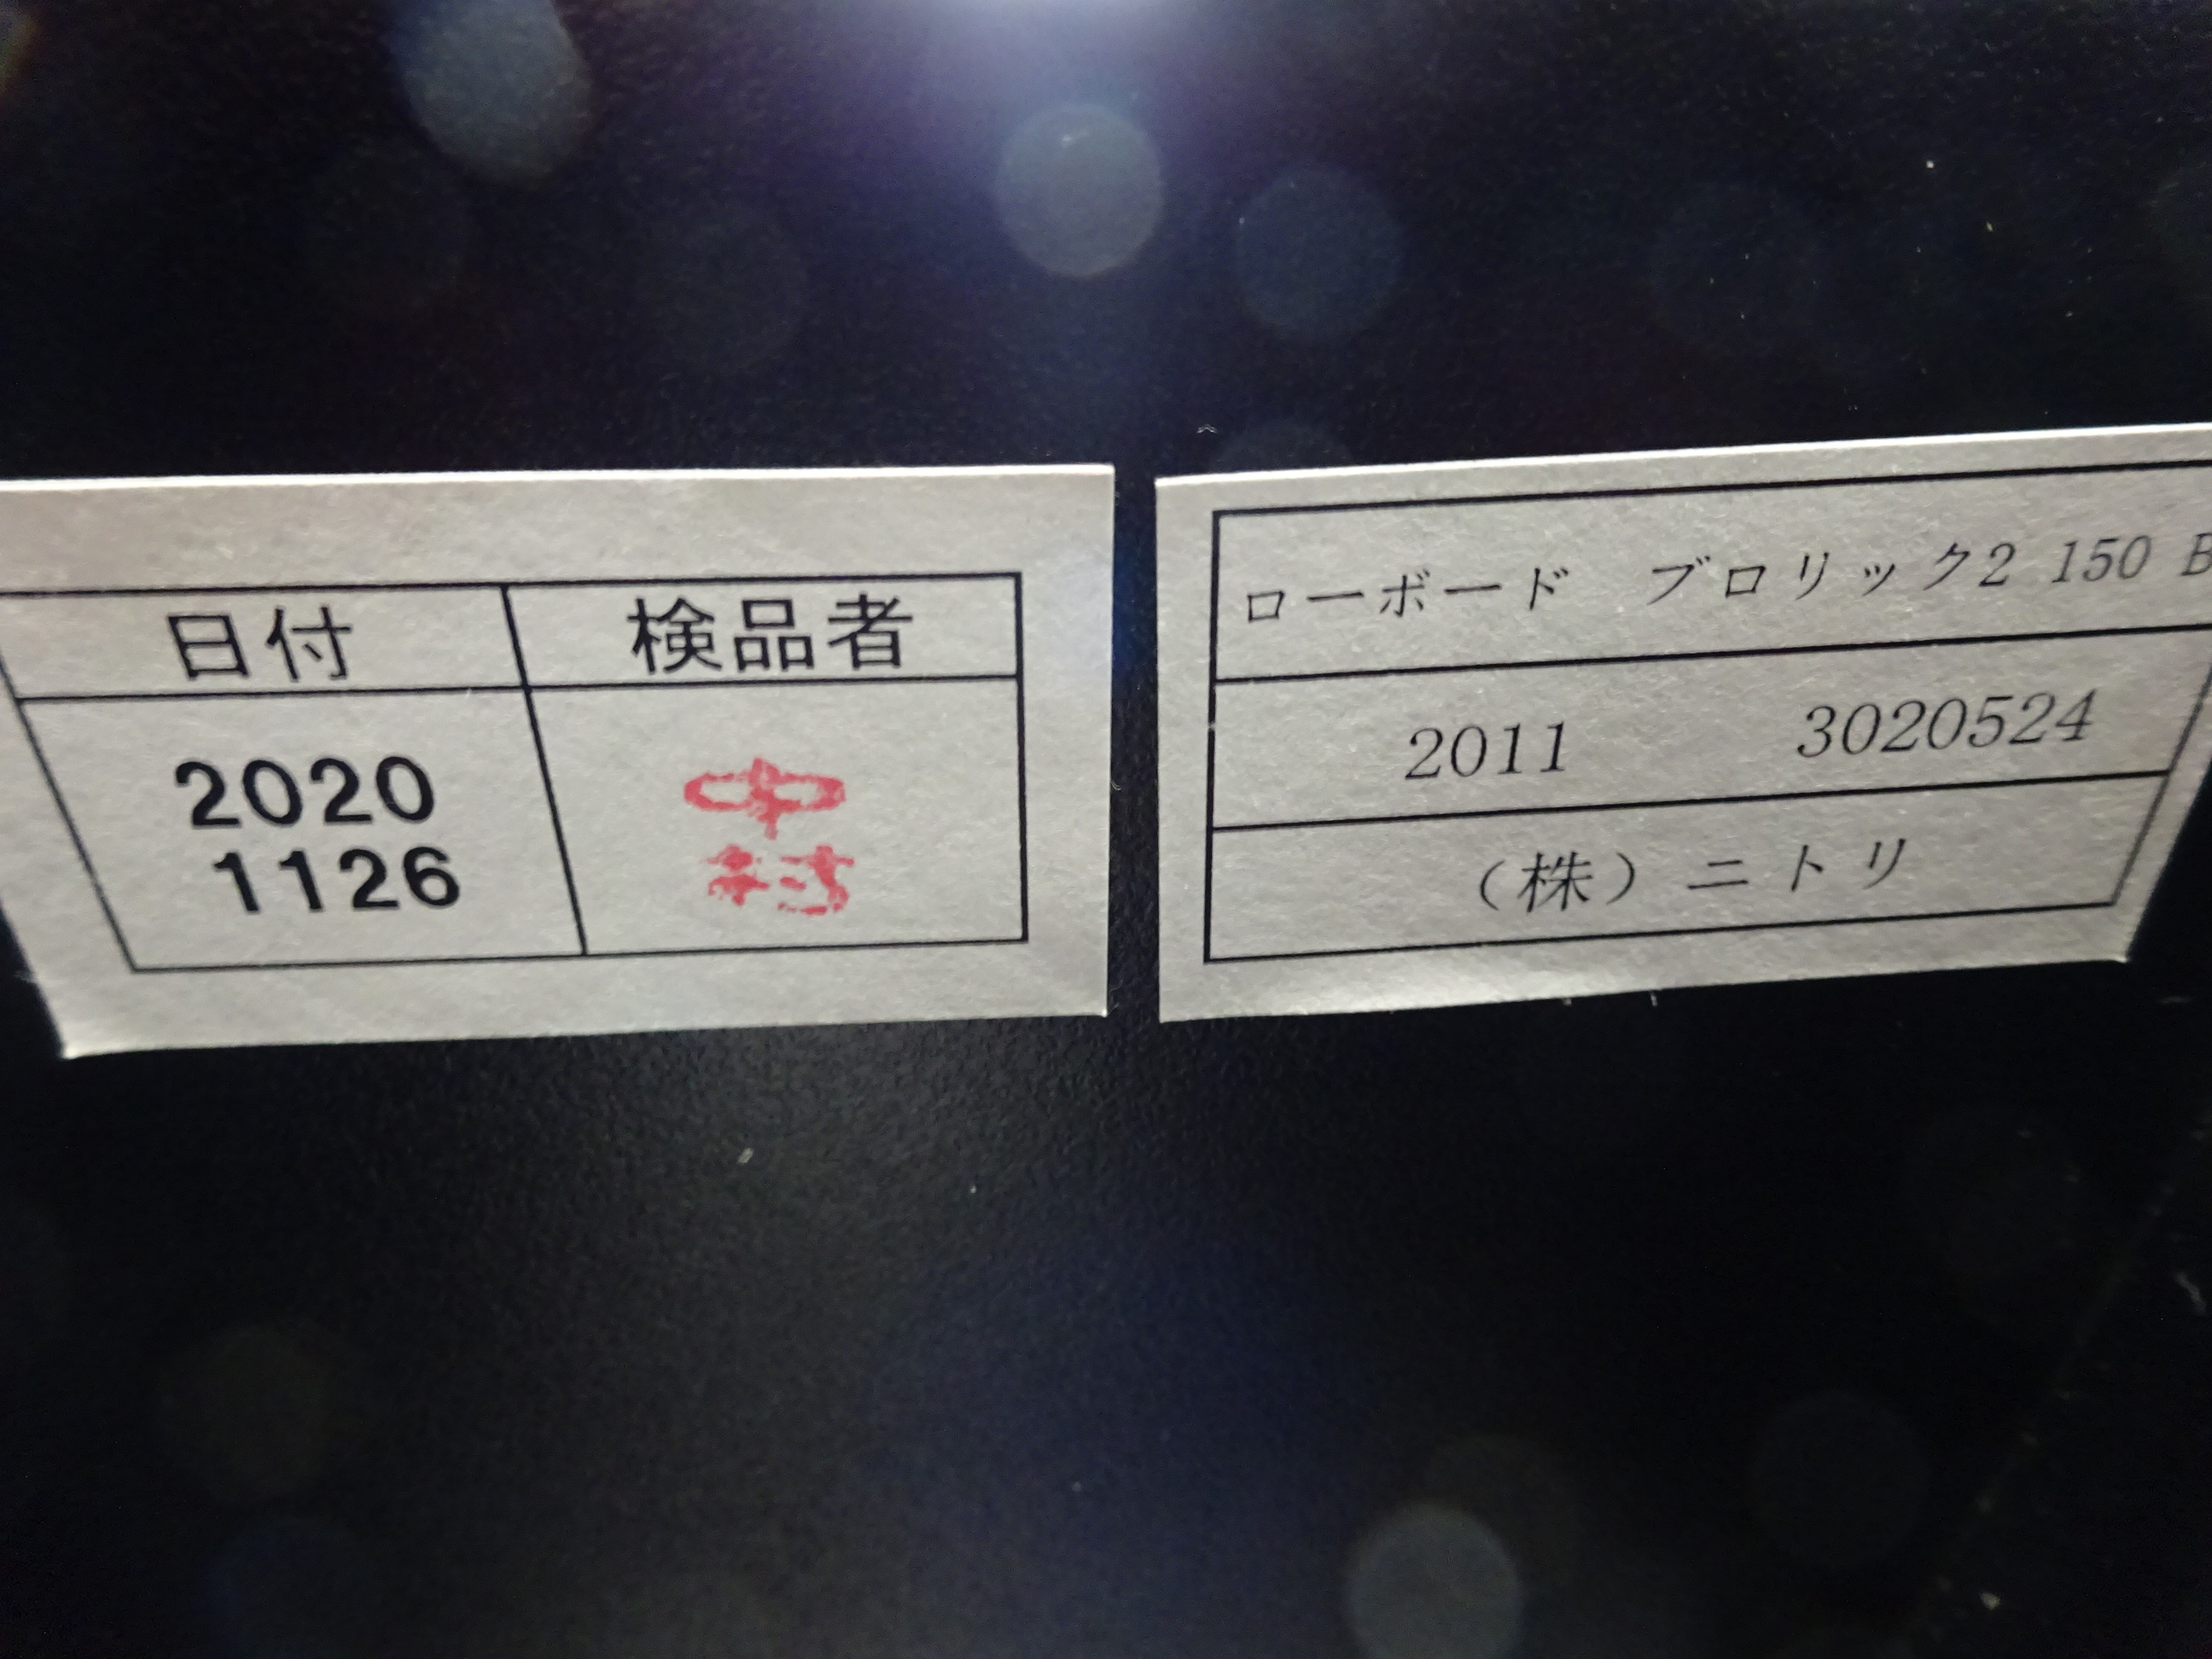 日付 検品者
2020
1126
中
村
ローボード ブロリック2 150 B
2011 3020524
（株）ニトリ